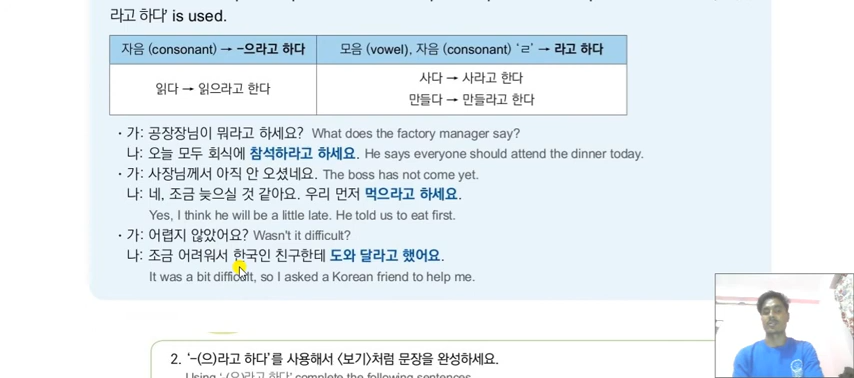 라고 하다' is used.
자음 (consonant) → -으라고 하다
모음 (vowel), 자음 (consonant) 'ㄹ' → 라고 하다
읽다 → 읽으라고 한다
사다 → 사라고 한다
만들다 → 만들라고 한다
· 가: 공장장님이 뭐라고 하세요? What does the factory manager say?
나: 오늘 모두 회식에 참석하라고 하세요. He says everyone should attend the dinner today.
· 가: 사장님께서 아직 안 오셨네요. The boss has not come yet.
나: 네, 조금 늦으실 것 같아요. 우리 먼저 먹으라고 하세요.
Yes, I think he will be a little late. He told us to eat first.
· 가: 어렵지 않았어요? Wasn't it difficult?
나: 조금 어려워서 한국인 친구한테 도와 달라고 했어요.
It was a bit difficult, so I asked a Korean friend to help me.
2. '-(으)라고 하다'를 사용해서 〈보기〉처럼 문장을 완성하세요.
Using '-(으)라고 하다' complete the following sentences